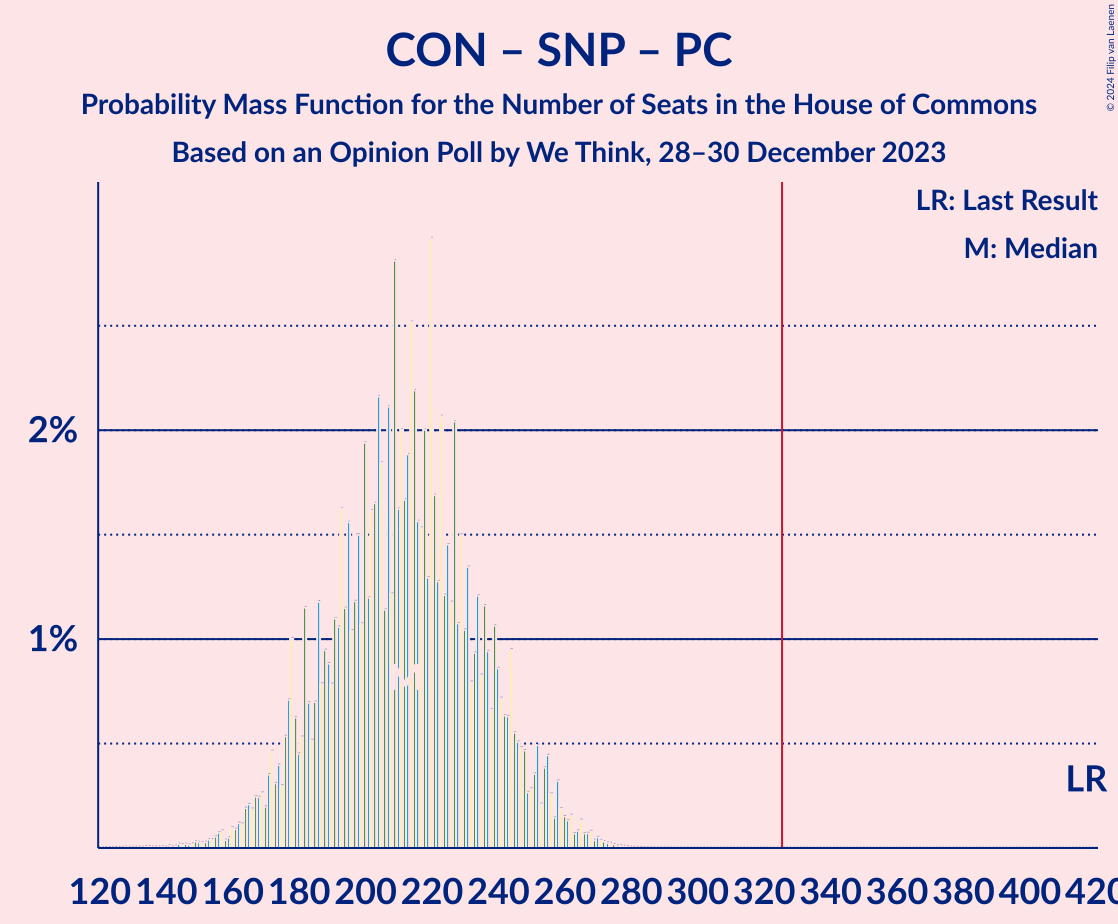 CON – SNP – PC
Probability Mass Function for the Number of Seats in the House of Commons
Based on an Opinion Poll by We Think, 28–30 December 2023
© 2024 Filip van Laenen
LR: Last Result
M: Median
2%
1%
M
LR
120 140 160 180 200 220 240 260 280 300 320 340 360 380 400 420